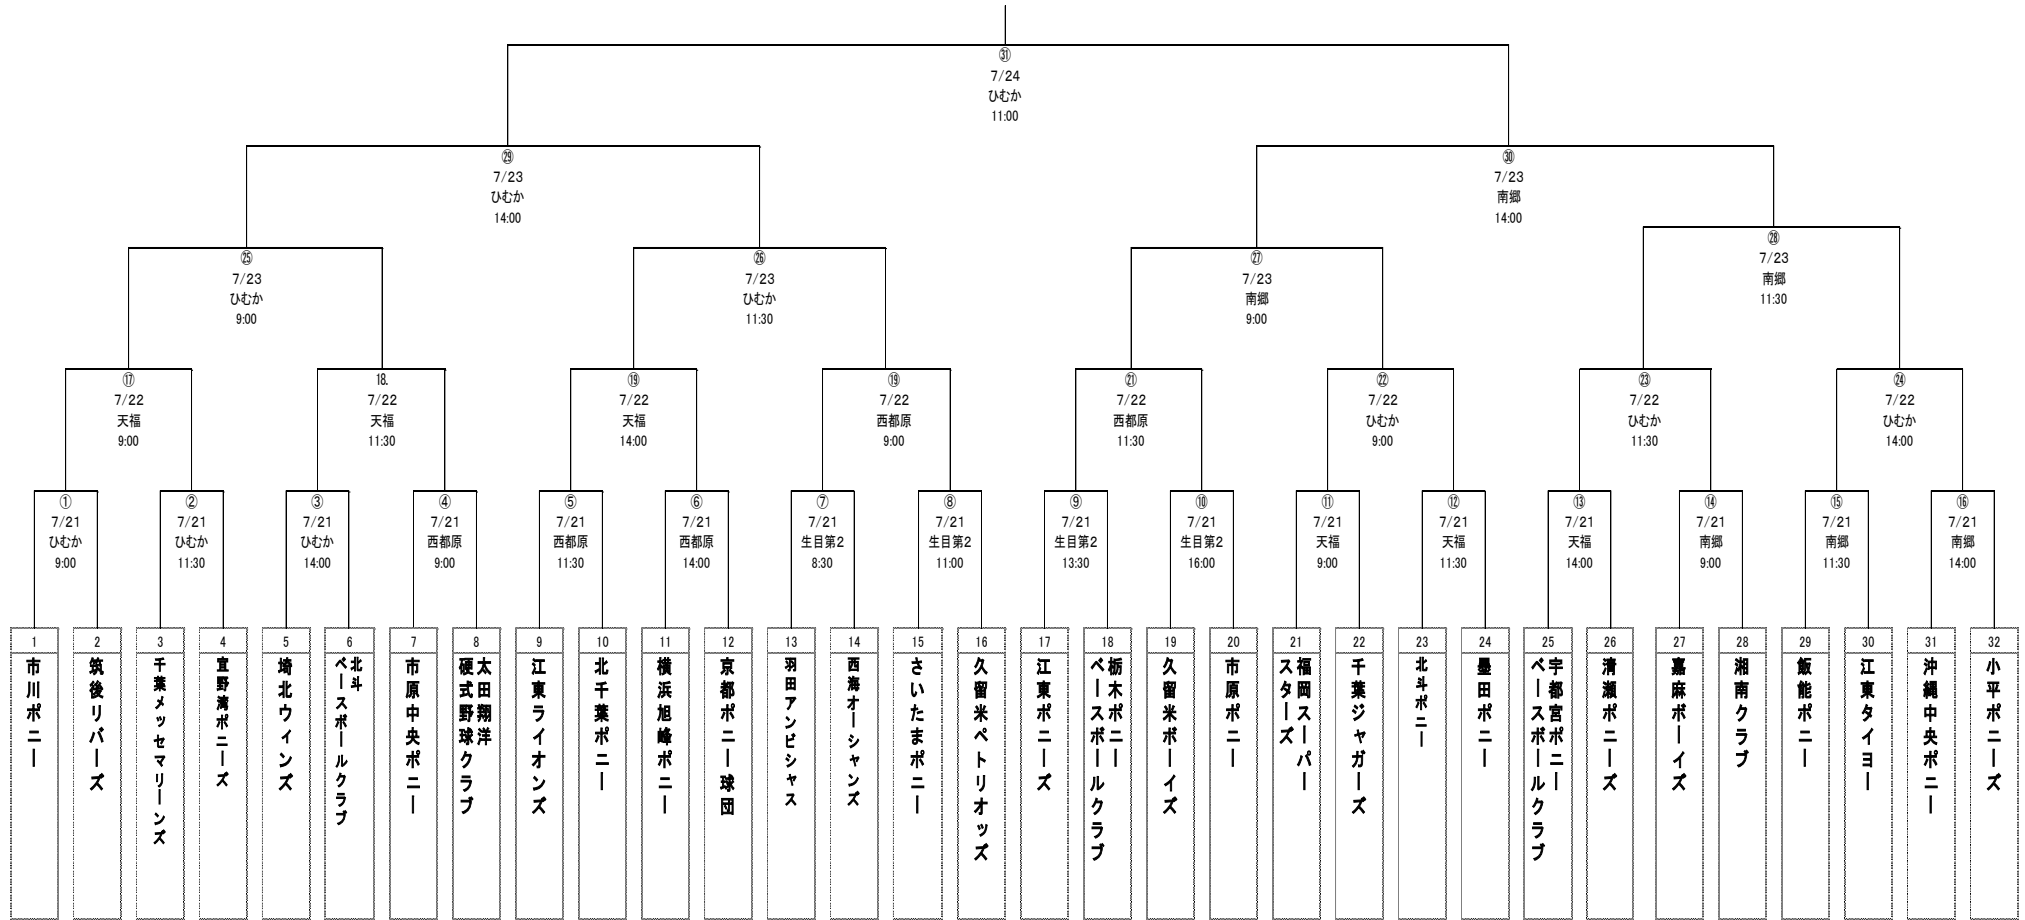 ㉛
7/24
ひむか
11:00
㉙
7/23
ひむか
14:00
㉚
7/23
南郷
14:00
㉕
7/23
ひむか
9:00
㉖
7/23
ひむか
11:30
㉗
7/23
南郷
9:00
㉘
7/23
南郷
11:30
⑰
7/22
天福
9:00
18.
7/22
天福
11:30
⑲
7/22
天福
14:00
⑲
7/22
西都原
9:00
㉑
7/22
西都原
11:30
㉒
7/22
ひむか
9:00
㉓
7/22
ひむか
11:30
㉔
7/22
ひむか
14:00
①
7/21
ひむか
9:00
②
7/21
ひむか
11:30
③
7/21
ひむか
14:00
④
7/21
西都原
9:00
⑤
7/21
西都原
11:30
⑥
7/21
西都原
14:00
⑦
7/21
生目第2
8:30
⑧
7/21
生目第2
11:00
⑨
7/21
生目第2
13:30
⑩
7/21
生目第2
16:00
⑪
7/21
天福
9:00
⑫
7/21
天福
11:30
⑬
7/21
天福
14:00
⑭
7/21
南郷
9:00
⑮
7/21
南郷
11:30
⑯
7/21
南郷
14:00
1
市川ポニー
2
筑後リバーズ
3
千葉メッセマリーンズ
4
宜野湾ポニーズ
5
埼北ウィンズ
6
北斗
ベースボールクラブ
7
市原中央ポニー
8
太田翔洋
硬式野球クラブ
9
江東ライオンズ
10
北千葉ポニー
11
横浜旭峰ポニー
12
京都ポニー球団
13
羽田アンビシャス
14
西海オーシャンズ
15
さいたまポニー
16
久留米ペトリオッズ
17
江東ポニーズ
18
栃木ポニー
ベースボールクラブ
19
久留米ボーイズ
20
市原ポニー
21
福岡スーパー
スターズ
22
千葉ジャガーズ
23
北斗ポニー
24
墨田ポニー
25
宇都宮ポニー
ベースボールクラブ
26
清瀬ポニーズ
27
嘉麻ボーイズ
28
湘南クラブ
29
飯能ポニー
30
江東タイヨー
31
沖縄中央ポニー
32
小平ポニーズ